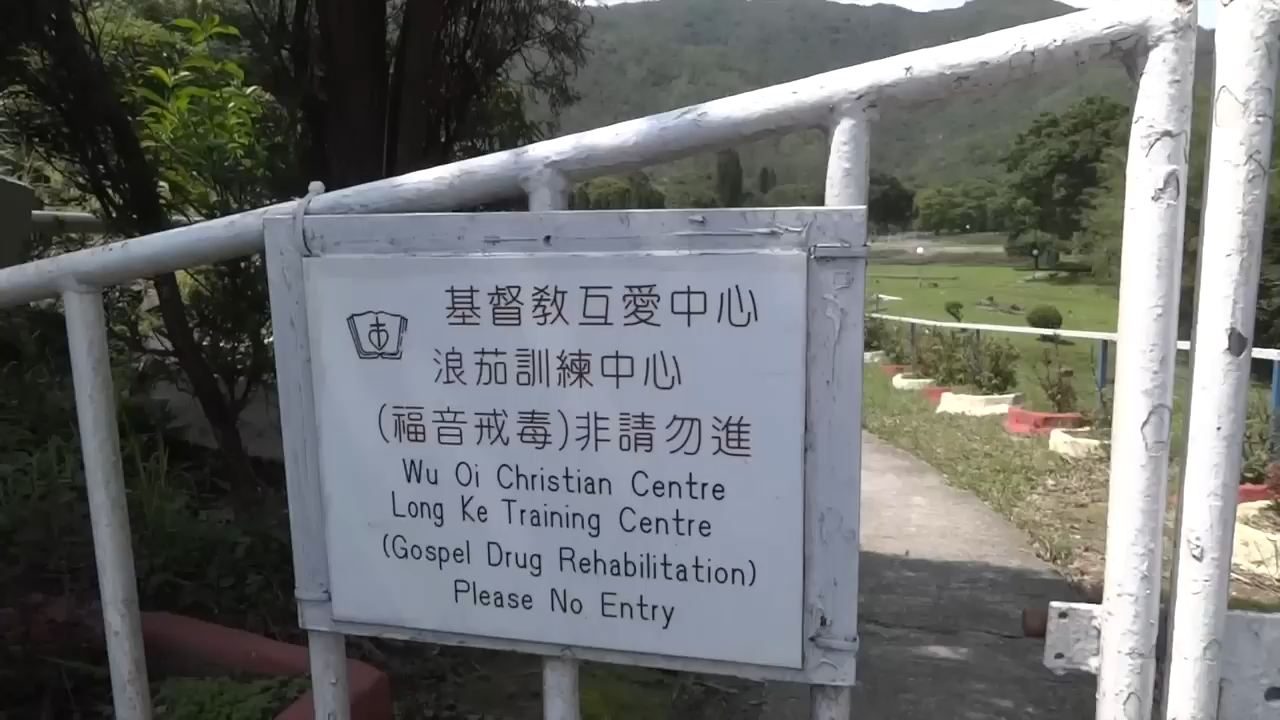 基督教互愛中心
浪茄訓練中心
(福音戒毒)非請勿進
Wu Oi Christian Centre
Long Ke Training Centre
(Gospel Drug Rehabilitation)
Please No Entry